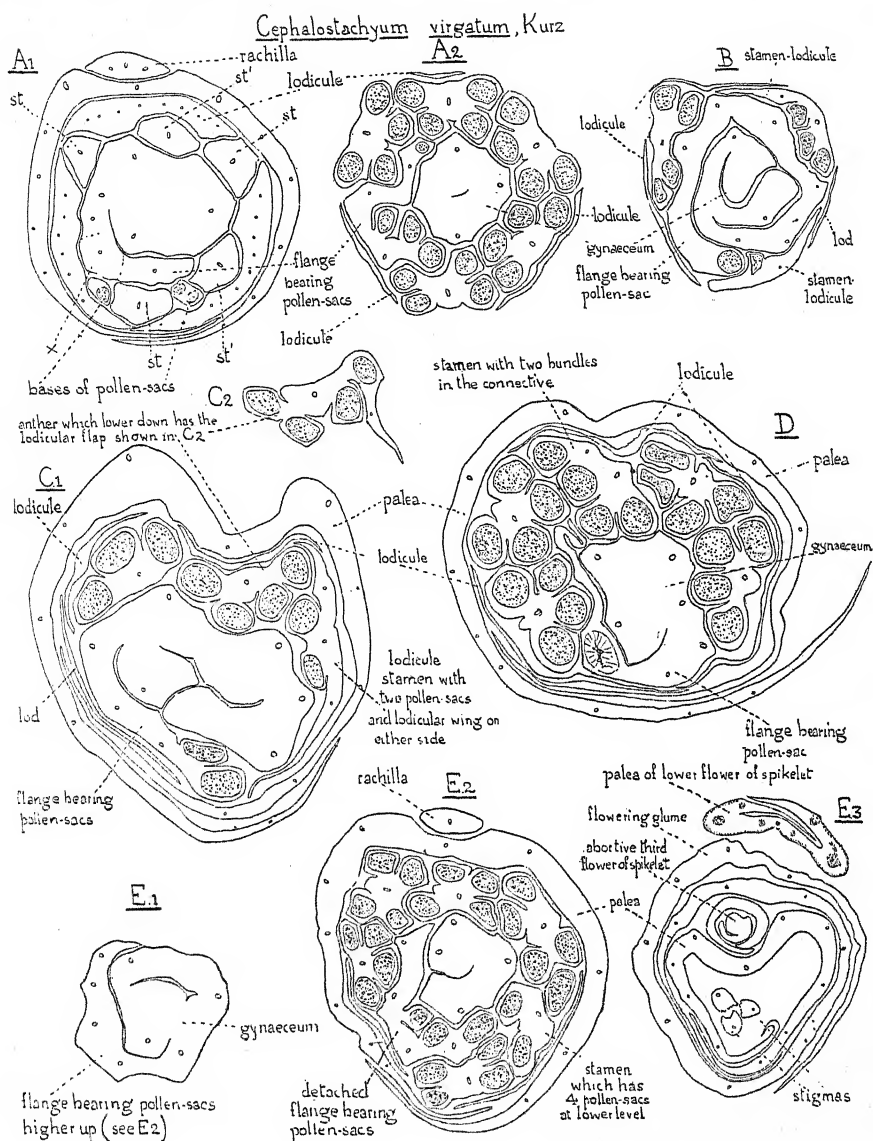 Cephalostachyum virgatum, Kurz
A1
rachilla
st'
st
lodicule
st
A2
B
stamen-lodicule
lodicule
lodicule
gynaeceum
flange bearing
pollen-sac
lod
stamen-
lodicule
flange
bearing
pollen-sacs
lodicule
x
st
st'
bases of pollen-sacs
C2
anther which lower down has the
lodicular flap shown in C2
stamen with two bundles
in the connective
lodicule
D
palea
C1
lodicule
palea
lodicule
gynaeceum
lod
lodicule
stamen with
two pollen-sacs
and lodicular wing on
either side
flange bearing
pollen-sacs
flange bearing
pollen-sac
rachilla
E.2
palea of lower flower of spikelet
E3
flowering glume
abortive third
flower of spikelet
palea
E.1
gynaeceum
flange bearing pollen-sacs
higher up (see E2)
detached
flange bearing
pollen-sacs
stamen
which has
4 pollen-sacs
at lower level
stigmas